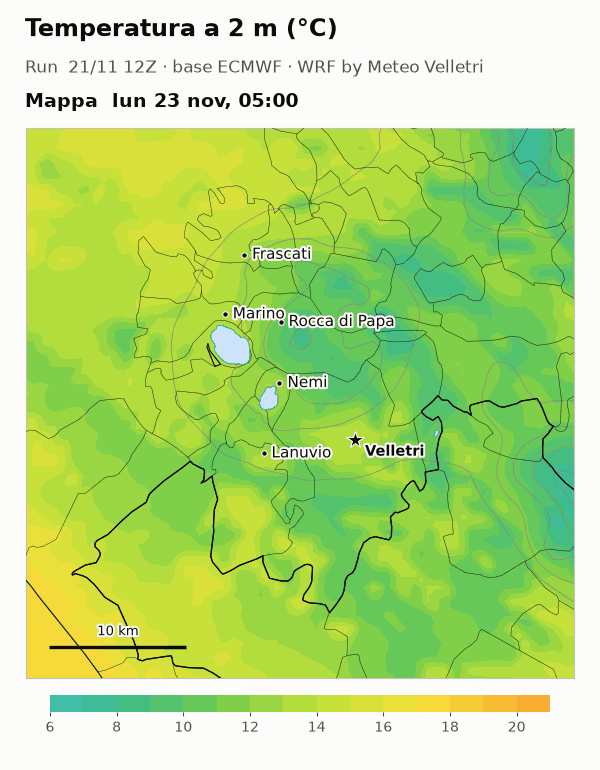 Temperatura a 2 m (°C)
Run  21/11 12Z · base ECMWF · WRF by Meteo Velletri
Mappa  lun 23 nov, 05:00
Frascati
Marino
Rocca di Papa
Nemi
Velletri
Lanuvio
10 km
6 8 10 12 14 16 18 20